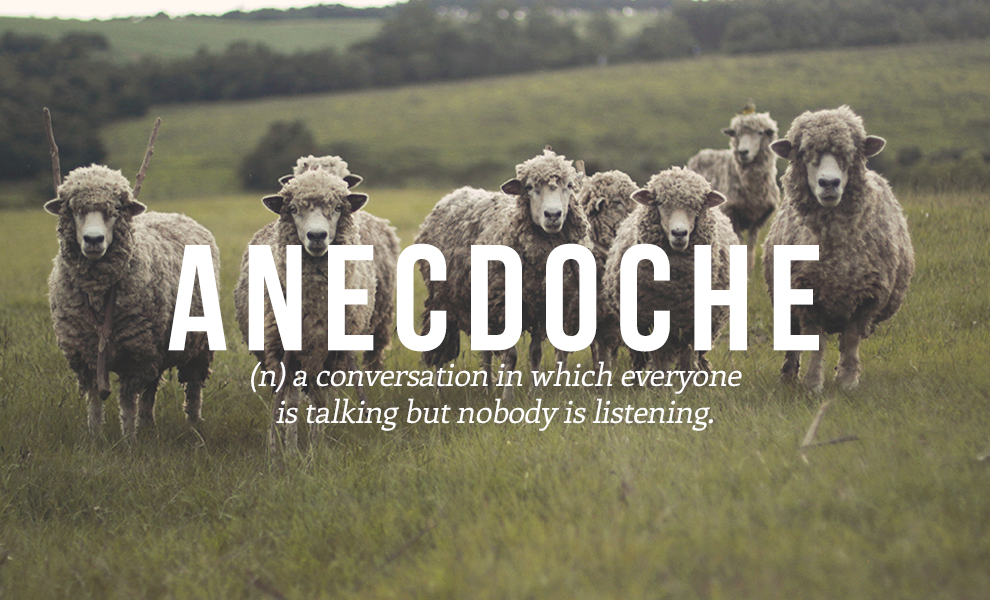 ANECDOCHE
(n) a conversation in which everyone
is talking but nobody is listening.